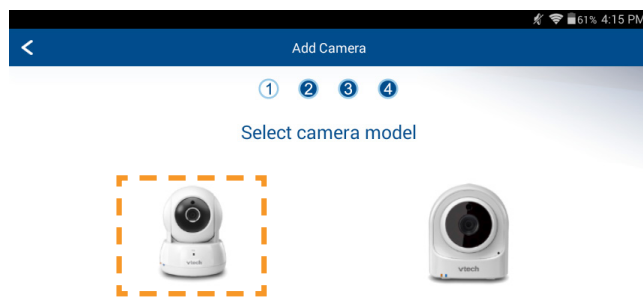 61% 4:15 PM
Add Camera
1 2 3 4
Select camera model
vtech
vtech